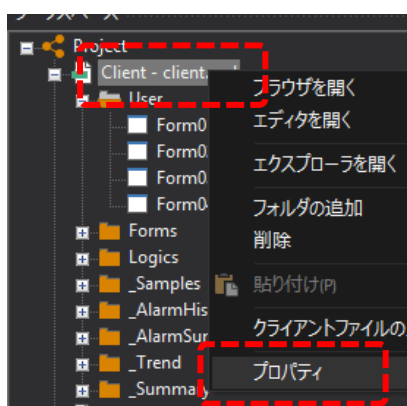 Project
Client - client
User
Form0
Form0
Form0
Form0
Forms
Logics
_Samples
_AlarmHis
_AlarmSur
_Trend
_Summary
ブラウザを開く
エディタを開く
エクスプローラを開く
フォルダの追加
削除
貼り付け(P)
クライアントファイルの
プロパティ